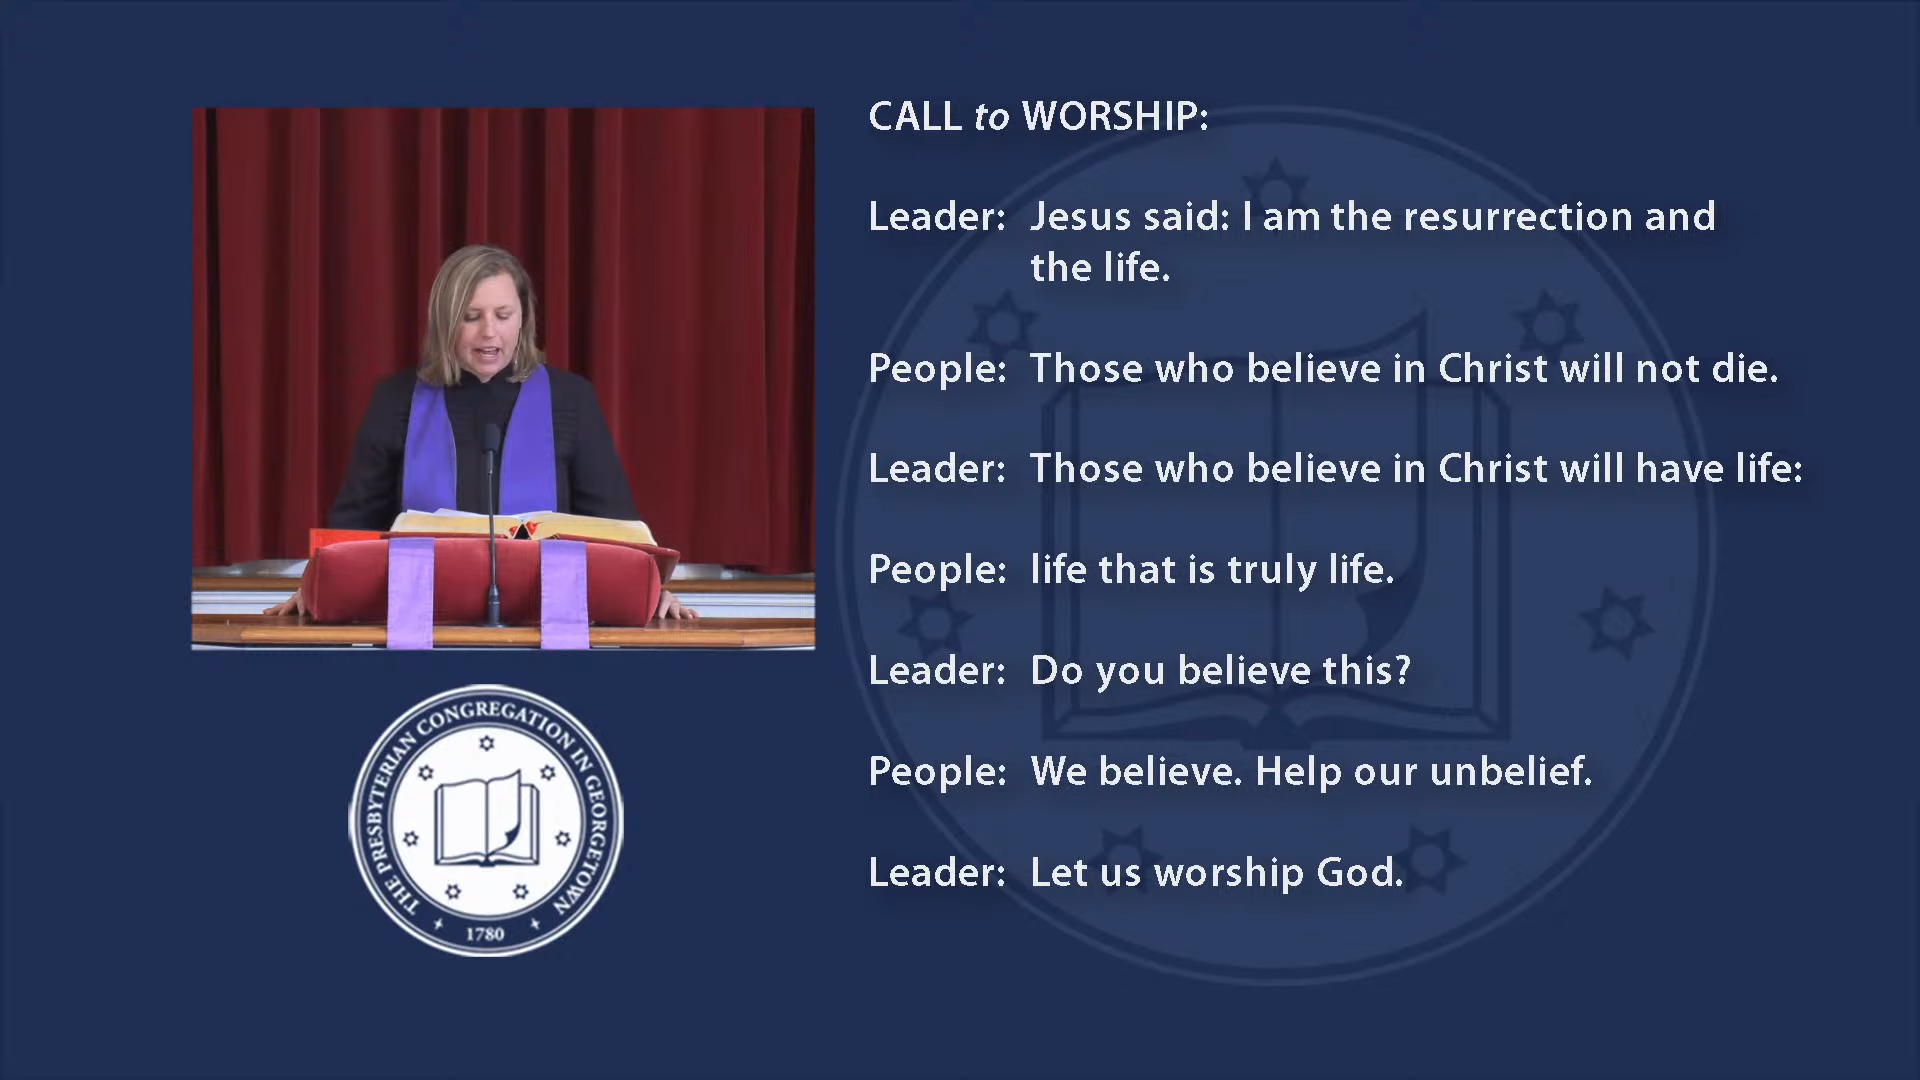 CALL to WORSHIP:
Leader: Jesus said: I am the resurrection and
the life.
People: Those who believe in Christ will not die.
Leader: Those who believe in Christ will have life:
People: life that is truly life.
Leader: Do you believe this?
People: We believe. Help our unbelief.
Leader: Let us worship God.
THE PRESBYTERIAN CONGREGATION IN GEORGETOWN
1780